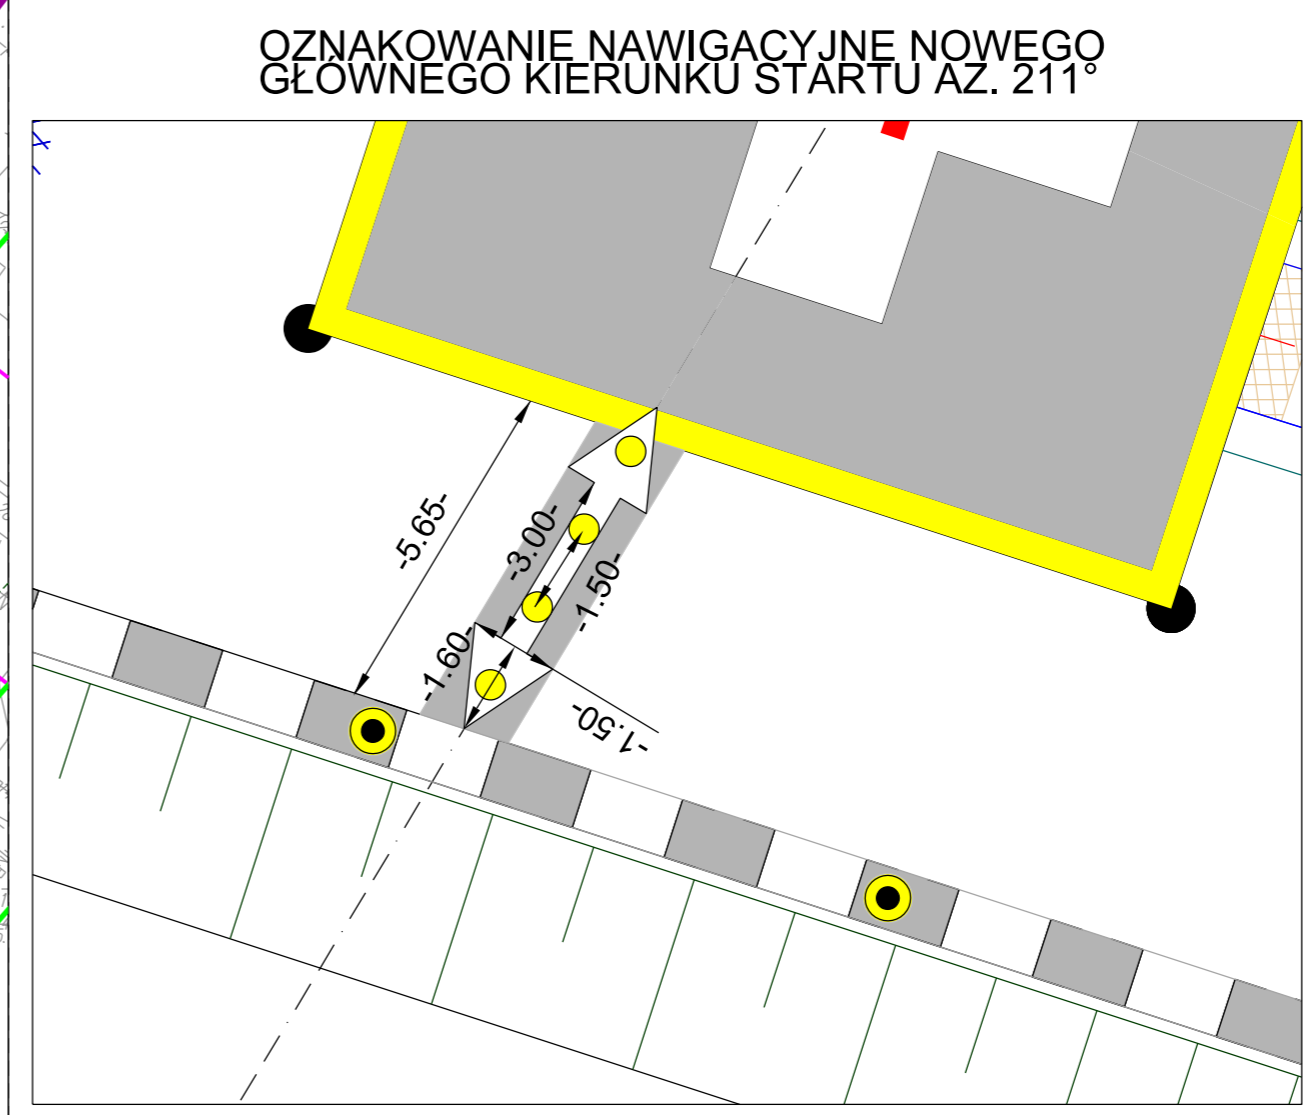 OZNAKOWANIE NAWIGACYJNE NOWEGO
GŁÓWNEGO KIERUNKU STARTU AZ. 211°
-5.65-
-3.00-
-1.50-
-1.60-
-1.50-